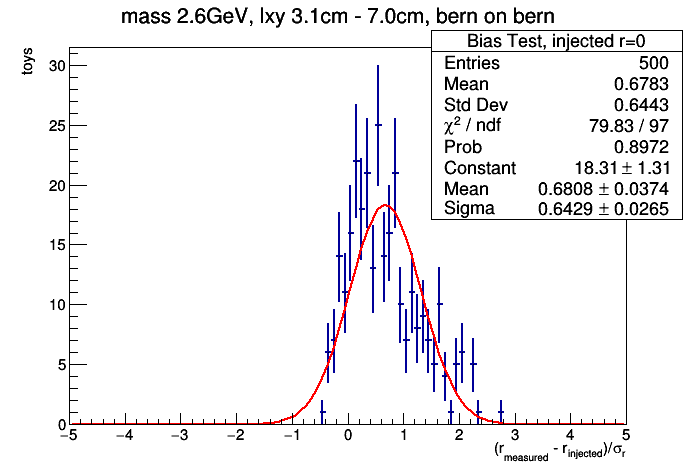 mass 2.6GeV, lxy 3.1cm - 7.0cm, bern on bern
Bias Test, injected r=0
Entries 500
Mean 0.6783
Std Dev 0.6443
χ² / ndf 79.83 / 97
Prob 0.8972
Constant 18.31 ± 1.31
Mean 0.6808 ± 0.0374
Sigma 0.6429 ± 0.0265
toys
30
25
20
15
10
5
0
−5 −4 −3 −2 −1 0 1 2 3 4 5
(r_measured - r_injected)/σ_r